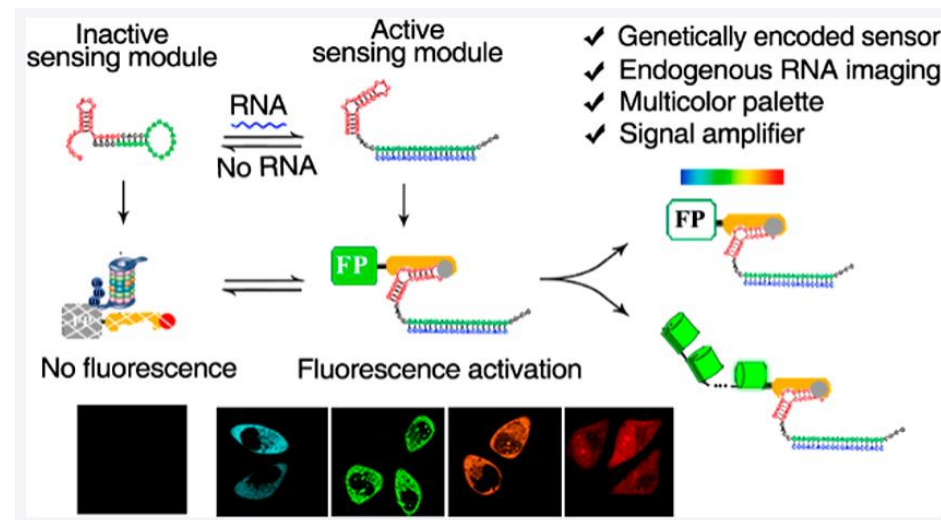 Inactive
sensing module
Active
sensing module
✓ Genetically encoded sensor
✓ Endogenous RNA imaging
✓ Multicolor palette
✓ Signal amplifier
RNA
No RNA
FP
FP
FP
No fluorescence
Fluorescence activation